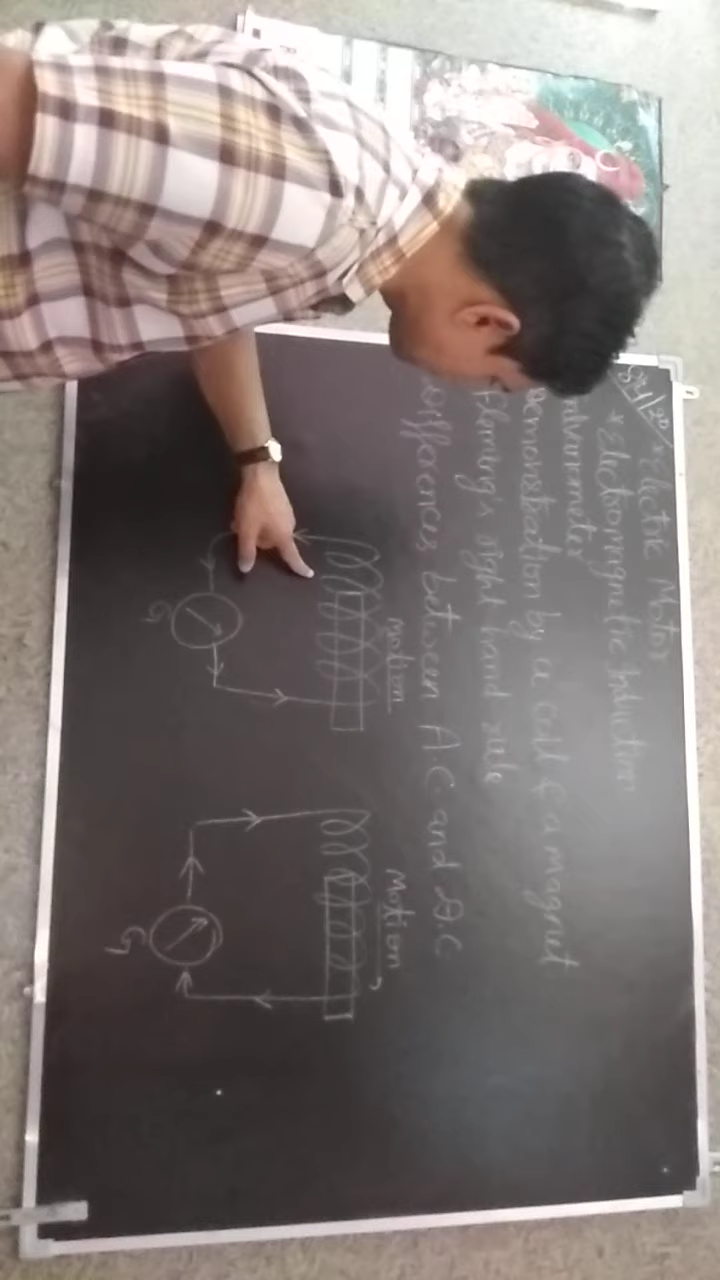 * Electric Motor
* Electromagnetic Induction
Galvanometer
Demonstration by a coil & a magnet
Fleming's right hand rule
Differences between A.C and D.C
Motion
Motion
G
G